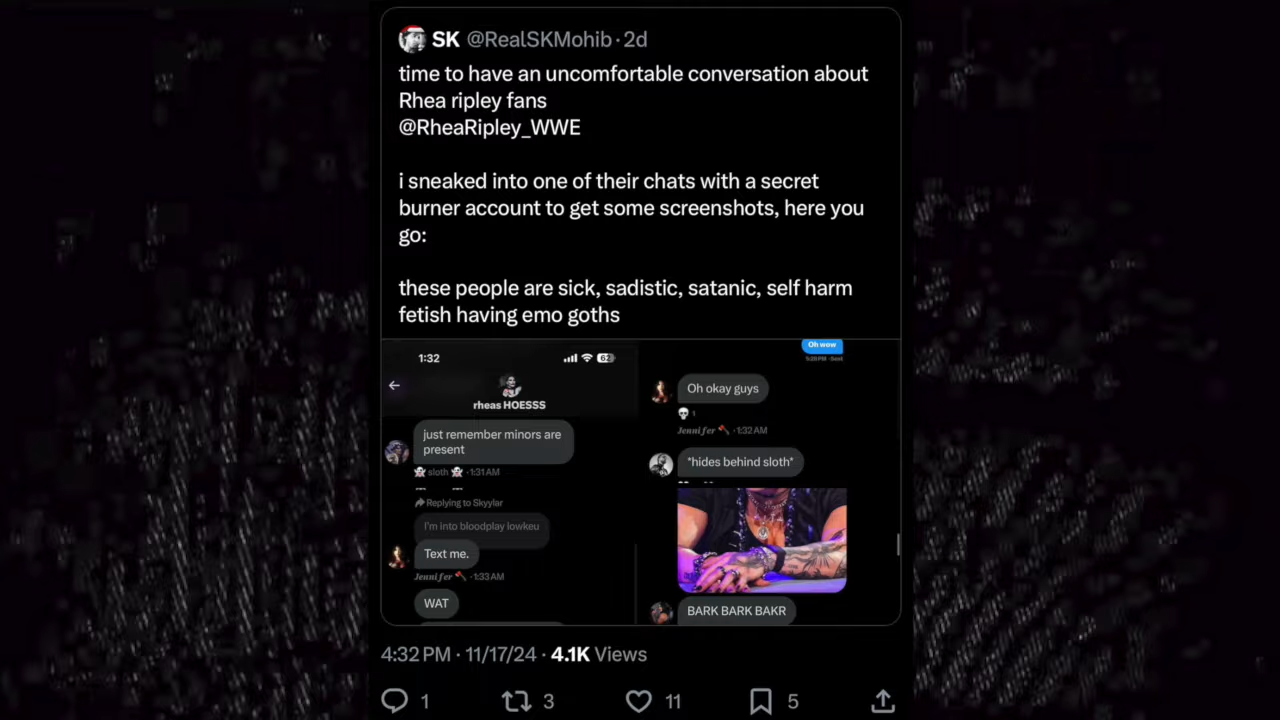 SK @RealSKMohib · 2d
time to have an uncomfortable conversation about
Rhea ripley fans
@RheaRipley_WWE
i sneaked into one of their chats with a secret
burner account to get some screenshots, here you
go:
these people are sick, sadistic, satanic, self harm
fetish having emo goths
1:32
62
rheas HOESSS
just remember minors are
present
👻 sloth 👻 · 1:31 AM
Replying to Skyylar
I'm into bloodplay lowkeu
Text me.
Jennifer 🪓 · 1:33 AM
WAT
Oh wow
Oh okay guys
💀 1
Jennifer 🪓 · 1:32 AM
*hides behind sloth*
BARK BARK BAKR
4:32 PM · 11/17/24 · 4.1K Views
1 3 11 5